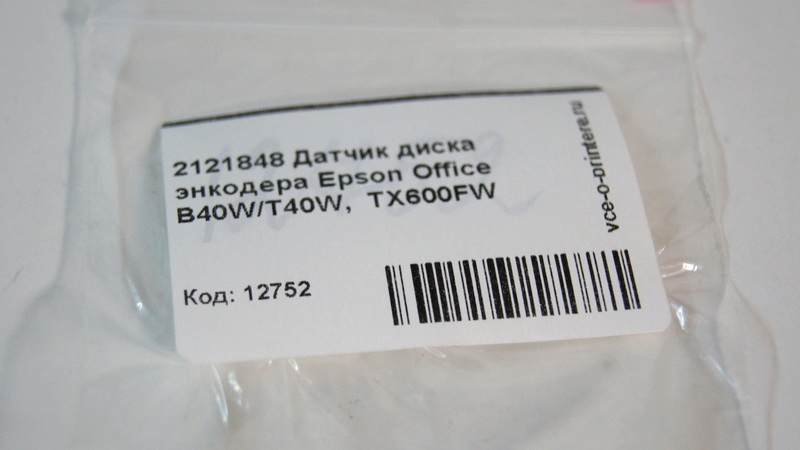 2121848 Датчик диска
энкодера Epson Office
B40W/T40W, TX600FW
Код: 12752
vce-o-printere.ru